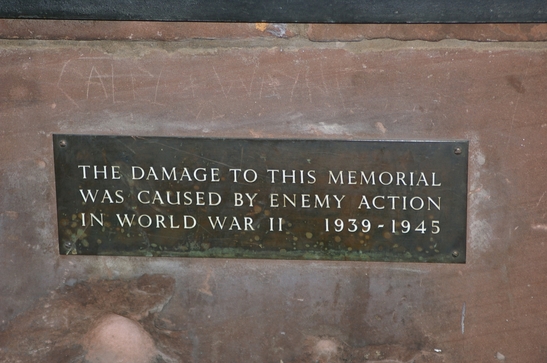 THE DAMAGE TO THIS MEMORIAL
WAS CAUSED BY ENEMY ACTION
IN WORLD WAR II 1939-1945